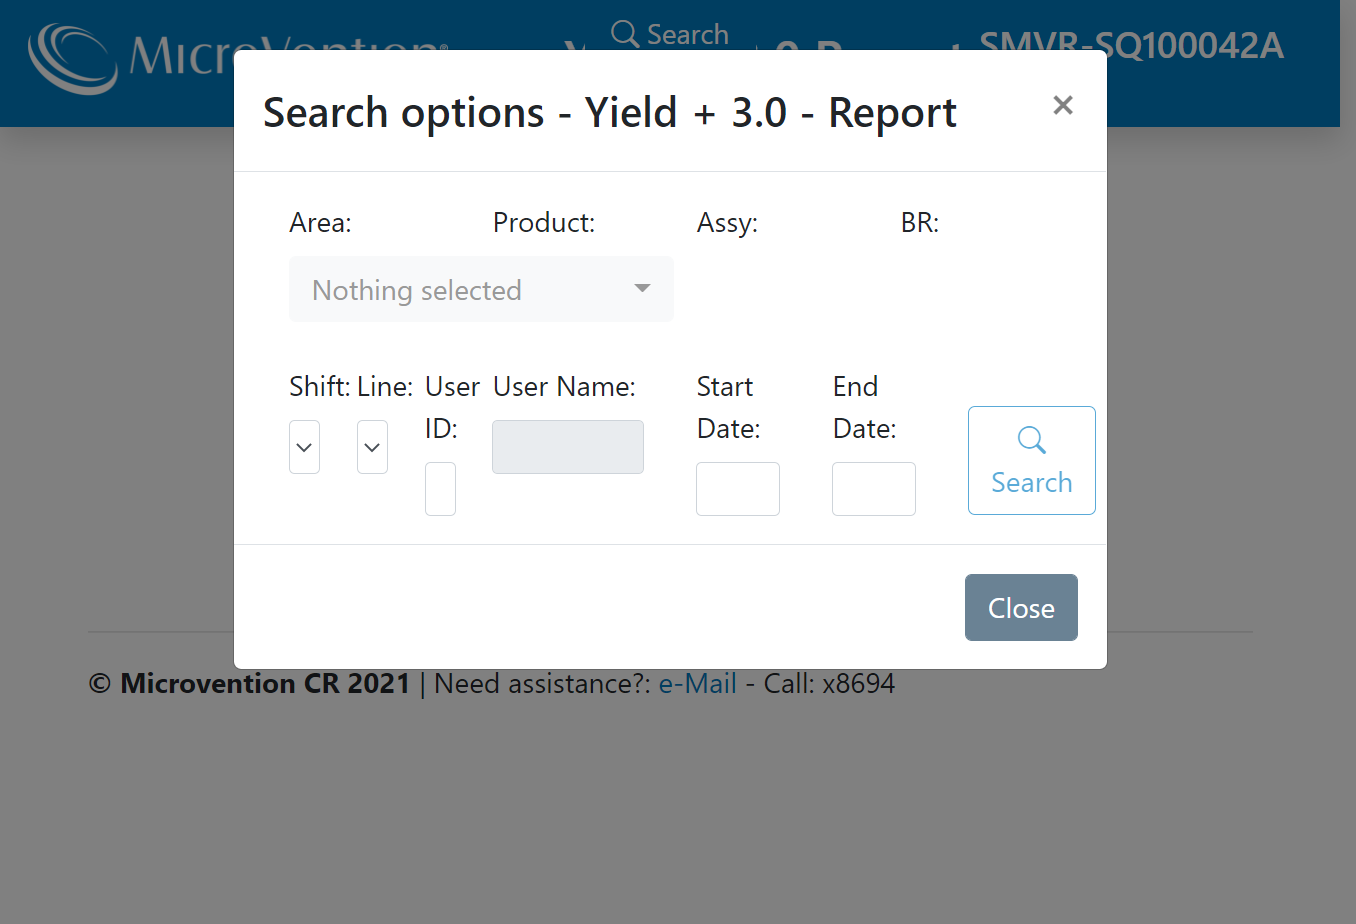 MICROVENTION®
Search
SMVR-SQ100042A
Search options - Yield + 3.0 - Report
×
Area: Product: Assy: BR:
Nothing selected
Shift: Line: User ID: User Name: Start Date: End Date:
Search
Close
© Microvention CR 2021 | Need assistance?: e-Mail - Call: x8694